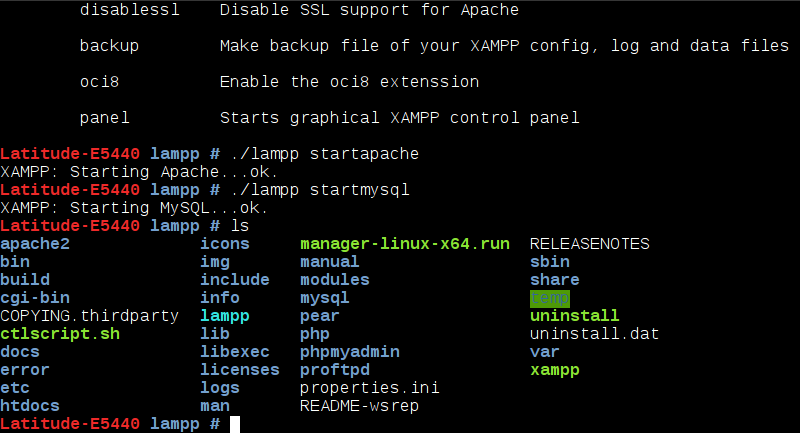 disablessl    Disable SSL support for Apache
backup        Make backup file of your XAMPP config, log and data files
oci8          Enable the oci8 extenssion
panel         Starts graphical XAMPP control panel
Latitude-E5440 lampp # ./lampp startapache
XAMPP: Starting Apache...ok.
Latitude-E5440 lampp # ./lampp startmysql
XAMPP: Starting MySQL...ok.
Latitude-E5440 lampp # ls
apache2             icons     manager-linux-x64.run  RELEASENOTES
bin                 img       manual                 sbin
build               include   modules                share
cgi-bin             info      mysql                  temp
COPYING.thirdparty  lampp     pear                   uninstall
ctlscript.sh        lib       php                    uninstall.dat
docs                libexec   phpmyadmin             var
error               licenses  proftpd                xampp
etc                 logs      properties.ini
htdocs              man       README-wsrep
Latitude-E5440 lampp #